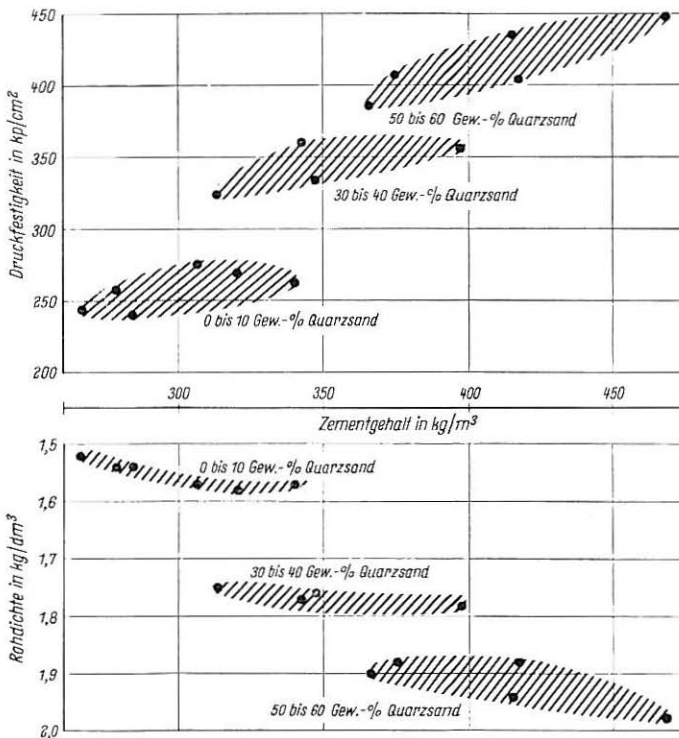 450
400
350
300
250
200
Druckfestigkeit in kp/cm²
50 bis 60 Gew.-% Quarzsand
30 bis 40 Gew.-% Quarzsand
0 bis 10 Gew.-% Quarzsand
300 350 400 450
Zementgehalt in kg/m³
1,5
1,6
1,7
1,8
1,9
2,0
Rohdichte in kg/dm³
0 bis 10 Gew.-% Quarzsand
30 bis 40 Gew.-% Quarzsand
50 bis 60 Gew.-% Quarzsand